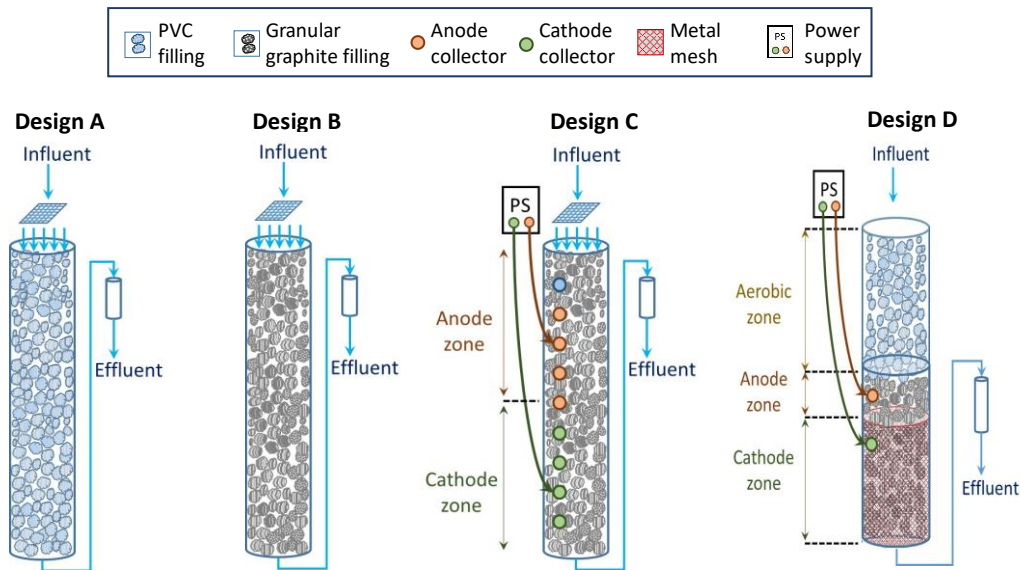 PVC
filling
Granular
graphite filling
Anode
collector
Cathode
collector
Metal
mesh
PS
Power
supply
Design A
Influent
Effluent
Design B
Influent
Effluent
Design C
Influent
PS
Anode
zone
Cathode
zone
Effluent
Design D
Influent
PS
Aerobic
zone
Anode
zone
Cathode
zone
Effluent